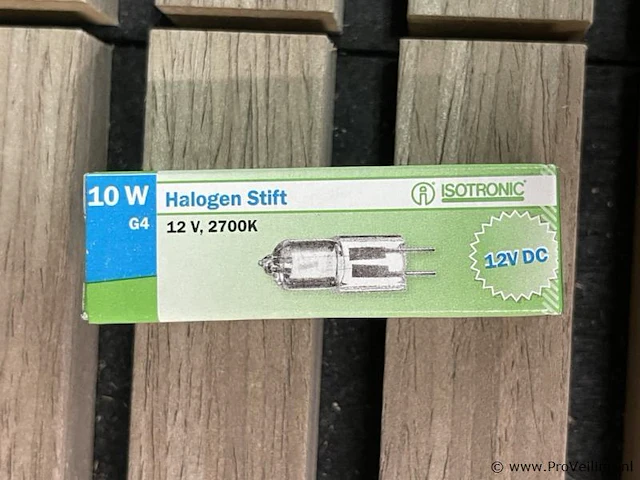 10 W
G4
Halogen Stift
12 V, 2700K
ISOTRONIC®
12V DC
© www.ProVeiling.nl